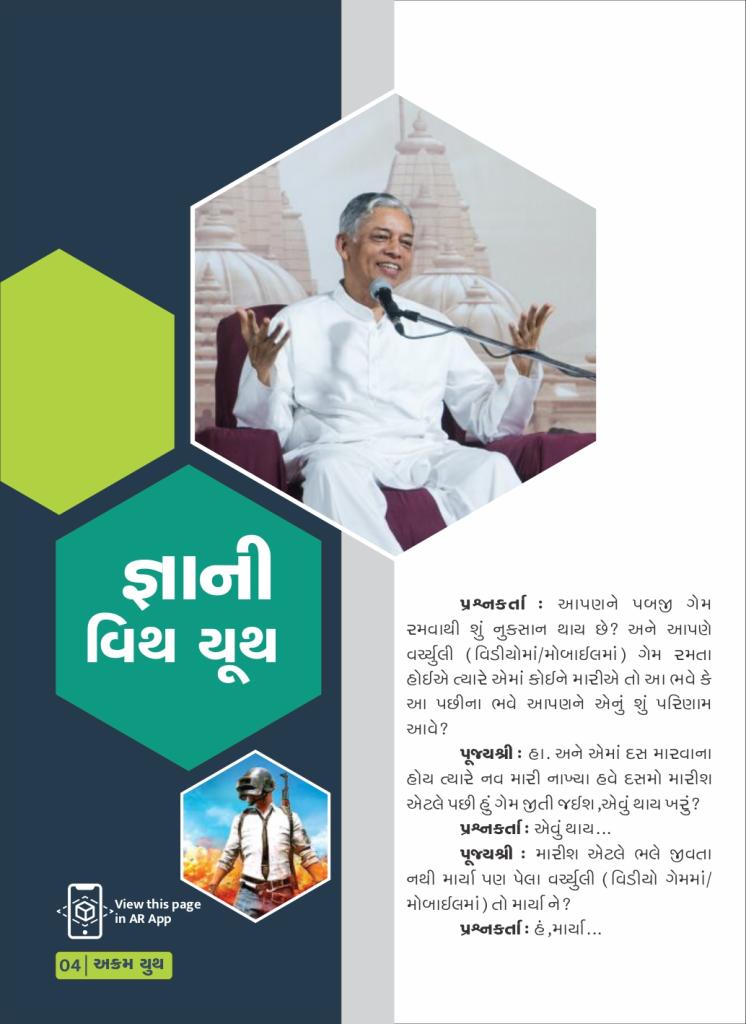 જ્ઞાની
વિથ યૂથ
પ્રશ્નકર્તા : આપણને પબજી ગેમ
રમવાથી શું નુકસાન થાય છે? અને આપણે
વર્ચ્યુલી (વિડીયોમાં/મોબાઈલમાં) ગેમ રમતા
હોઈએ ત્યારે એમાં કોઈને મારીએ તો આ ભવે કે
આ પછીના ભવે આપણને એનું શું પરિણામ
આવે?
પૂજ્યશ્રી : હા. અને એમાં દસ મારવાના
હોય ત્યારે નવ મારી નાખ્યા હવે દસમો મારીશ
એટલે પછી હું ગેમ જીતી જઈશ ,એવું થાય ખરું?
પ્રશ્નકર્તા : એવું થાય...
પૂજ્યશ્રી : મારીશ એટલે ભલે જીવતા
નથી માર્યા પણ પેલા વર્ચ્યુલી (વિડીયો ગેમમાં/
મોબાઈલમાં) તો માર્યા ને?
પ્રશ્નકર્તા : હં ,માર્યા...
View this page
in AR App
04 | અક્રમ યુથ